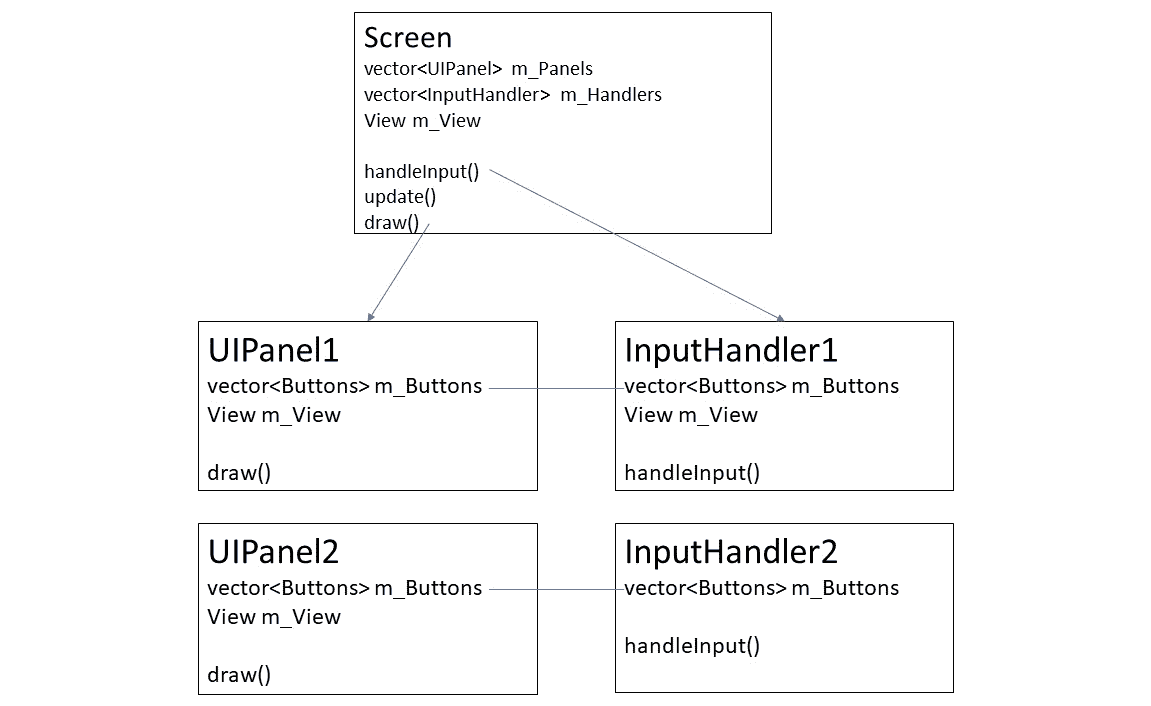 Screen
vector<UIPanel> m_Panels
vector<InputHandler> m_Handlers
View m_View
handleInput()
update()
draw()
UIPanel1
vector<Buttons> m_Buttons
View m_View
draw()
InputHandler1
vector<Buttons> m_Buttons
View m_View
handleInput()
UIPanel2
vector<Buttons> m_Buttons
View m_View
draw()
InputHandler2
vector<Buttons> m_Buttons
handleInput()